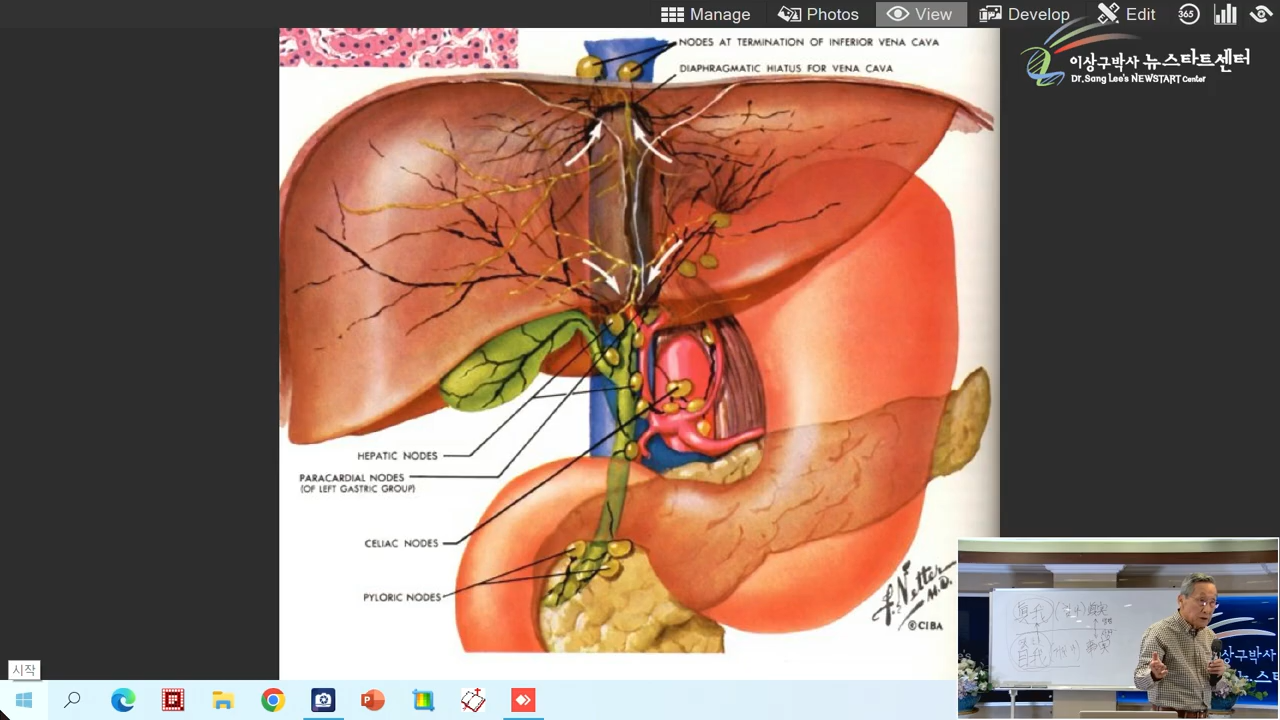 Manage Photos View Develop Edit 365
NODES AT TERMINATION OF INFERIOR VENA CAVA
DIAPHRAGMATIC HIATUS FOR VENA CAVA
이상구박사 뉴스타트센터
Dr. Sang Lee's NEWSTART Center
HEPATIC NODES
PARACARDIAL NODES
(OF LEFT GASTRIC GROUP)
CELIAC NODES
PYLORIC NODES
F. Netter
M.D.
©CIBA
시작